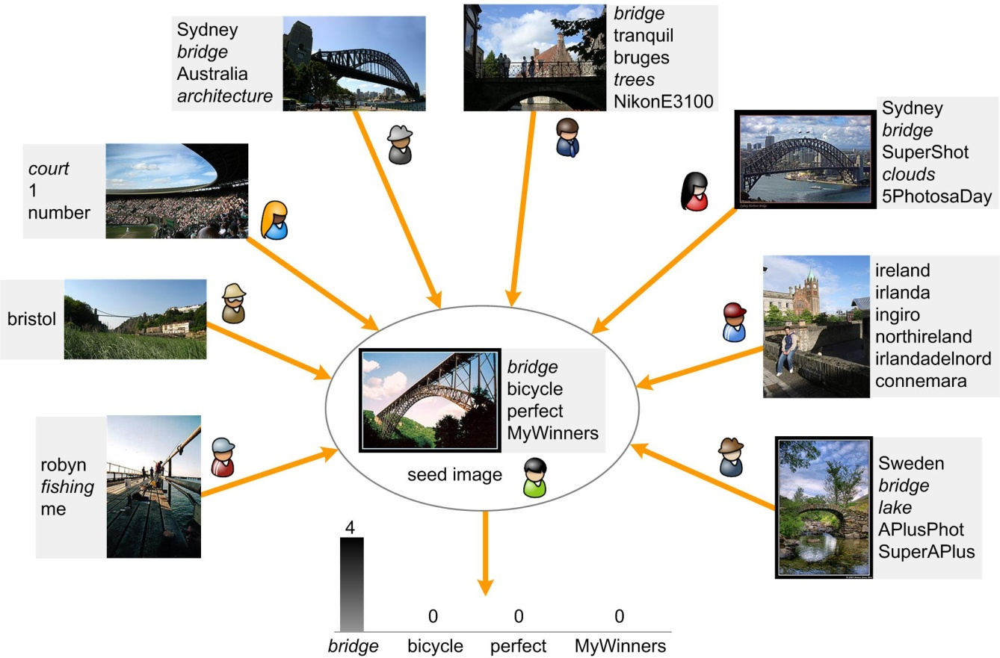 Sydney
bridge
Australia
architecture
bridge
tranquil
bruges
trees
NikonE3100
Sydney
bridge
SuperShot
clouds
5PhotosaDay
court
1
number
ireland
irlanda
ingiro
northireland
irlandadelnord
connemara
bristol
bridge
bicycle
perfect
MyWinners
seed image
robyn
fishing
me
Sweden
bridge
lake
APlusPhot
SuperAPlus
4
0 0 0
bridge bicycle perfect MyWinners